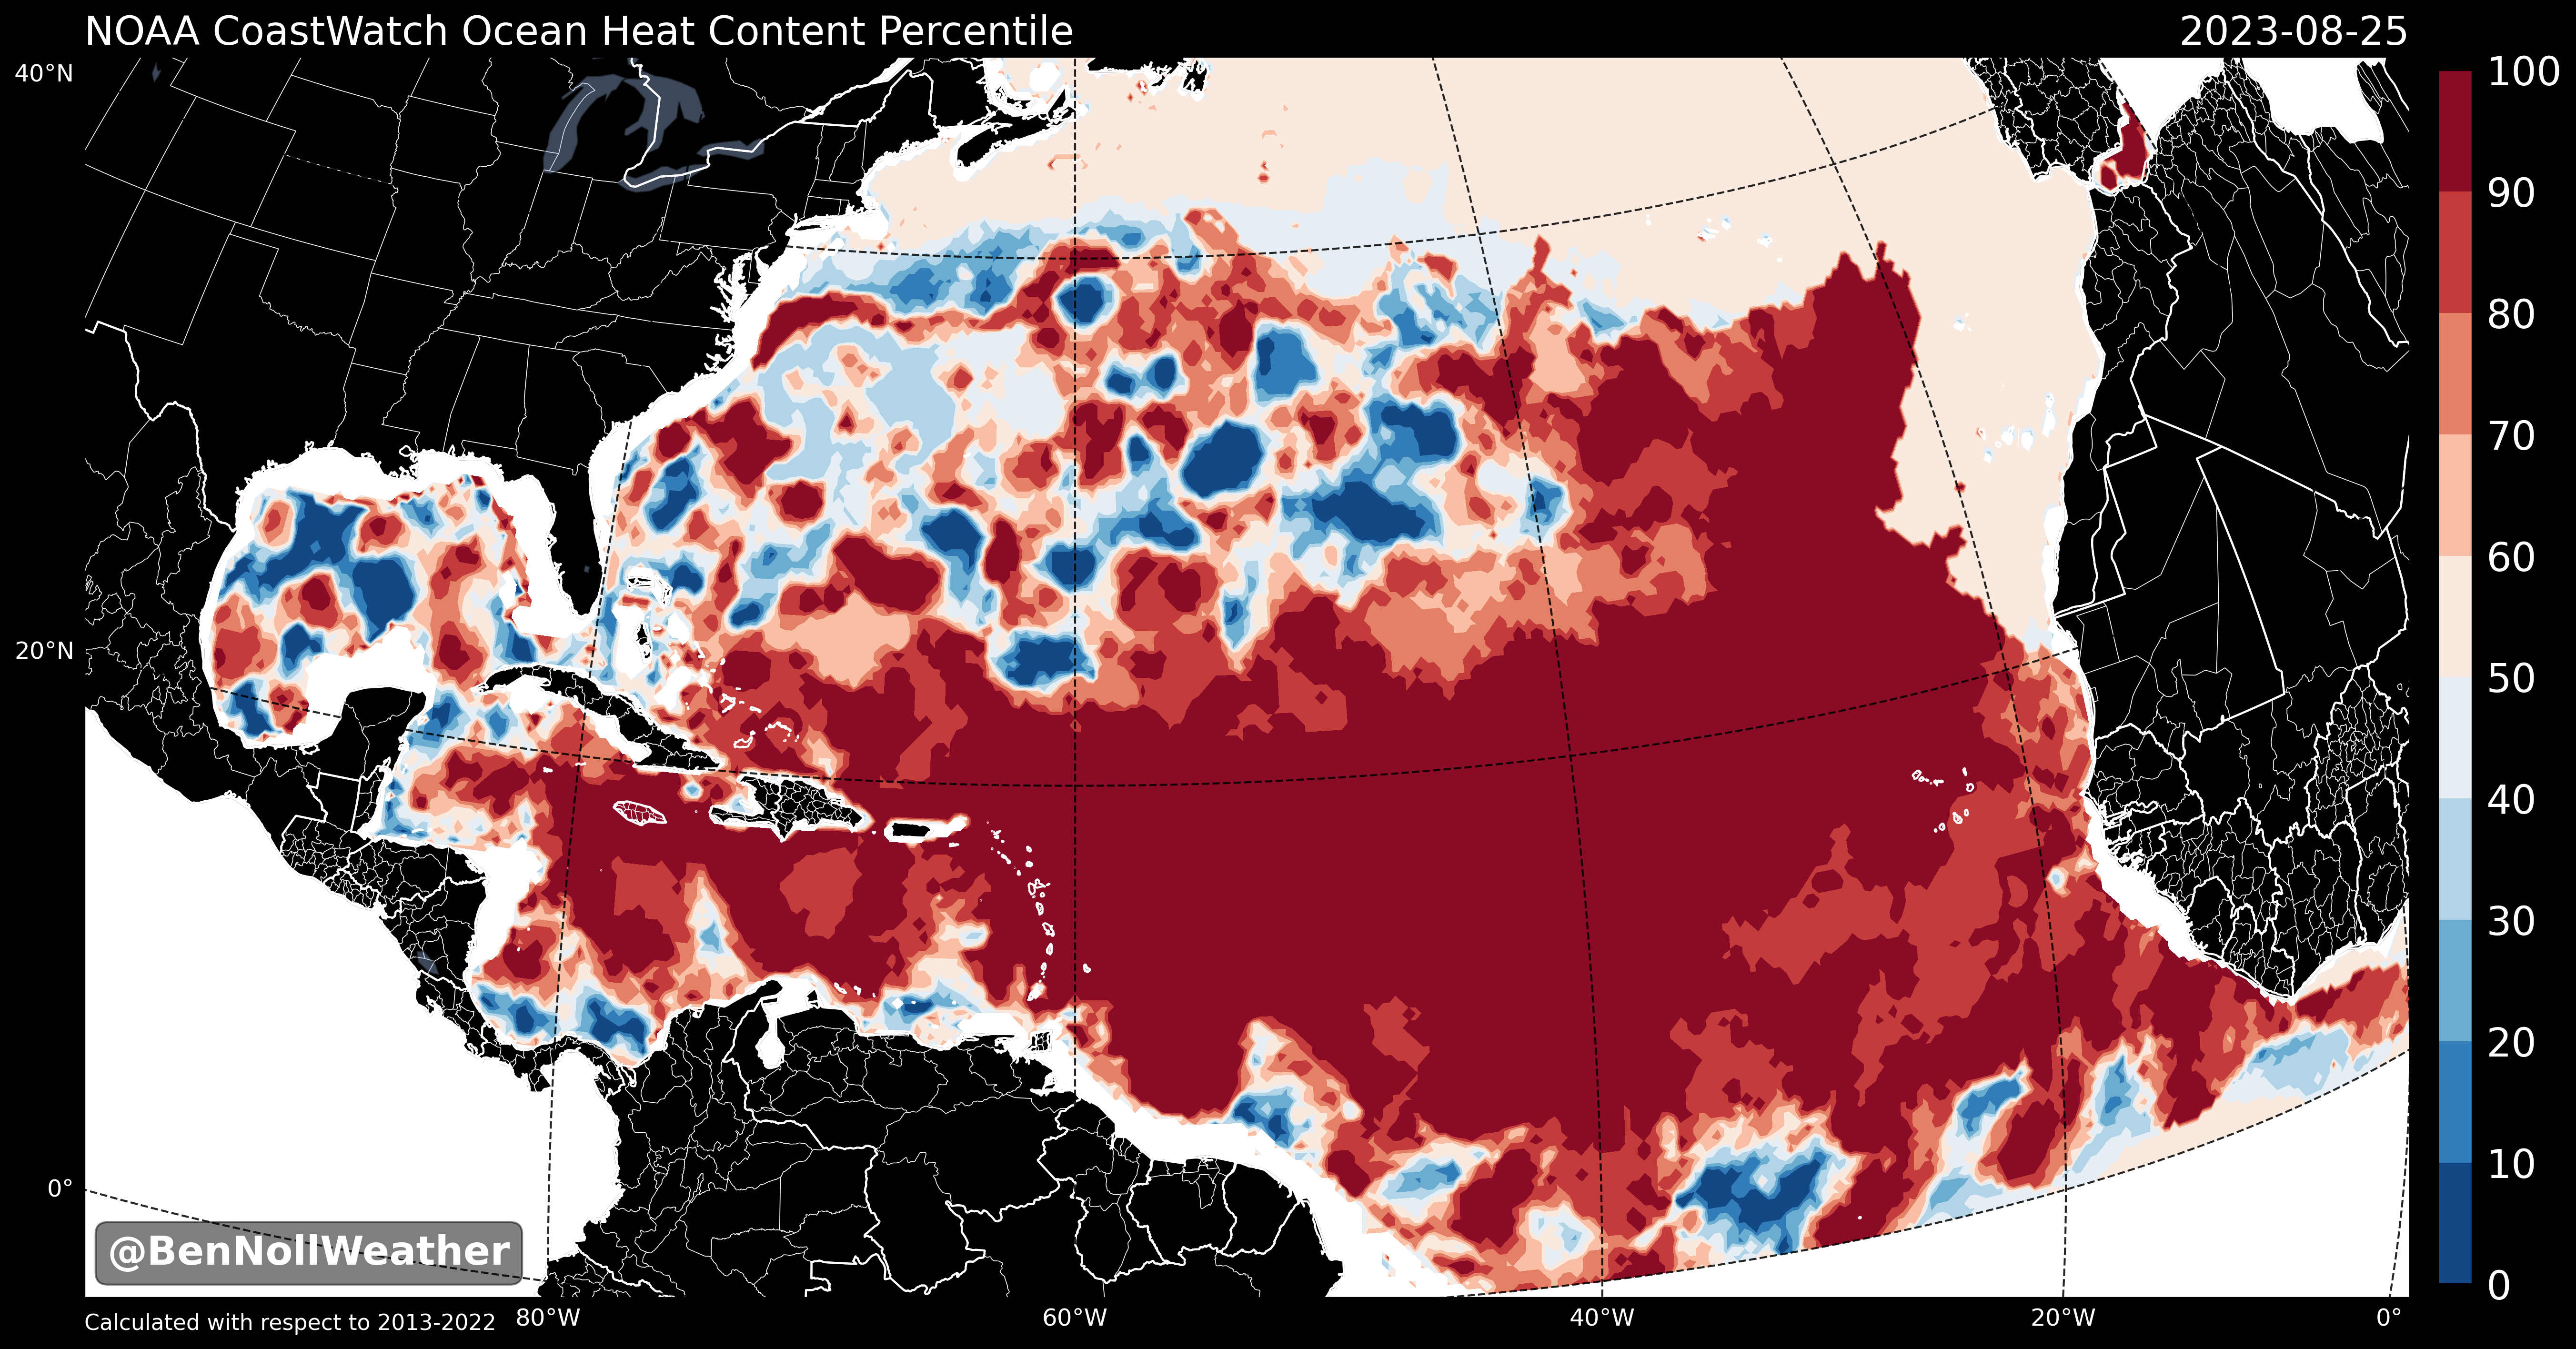 NOAA CoastWatch Ocean Heat Content Percentile
2023-08-25
40°N
20°N
0°
100
90
80
70
60
50
40
30
20
10
0
@BenNollWeather
Calculated with respect to 2013-2022
80°W
60°W
40°W
20°W
0°